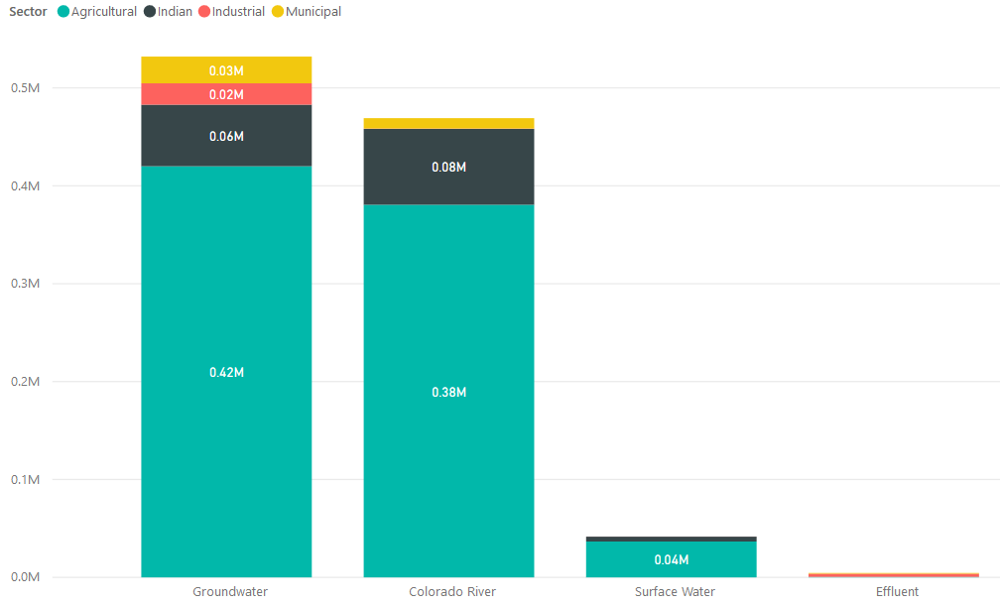 Sector Agricultural Indian Industrial Municipal
0.5M
0.4M
0.3M
0.2M
0.1M
0.0M
0.03M
0.02M
0.06M
0.42M
0.08M
0.38M
0.04M
Groundwater Colorado River Surface Water Effluent